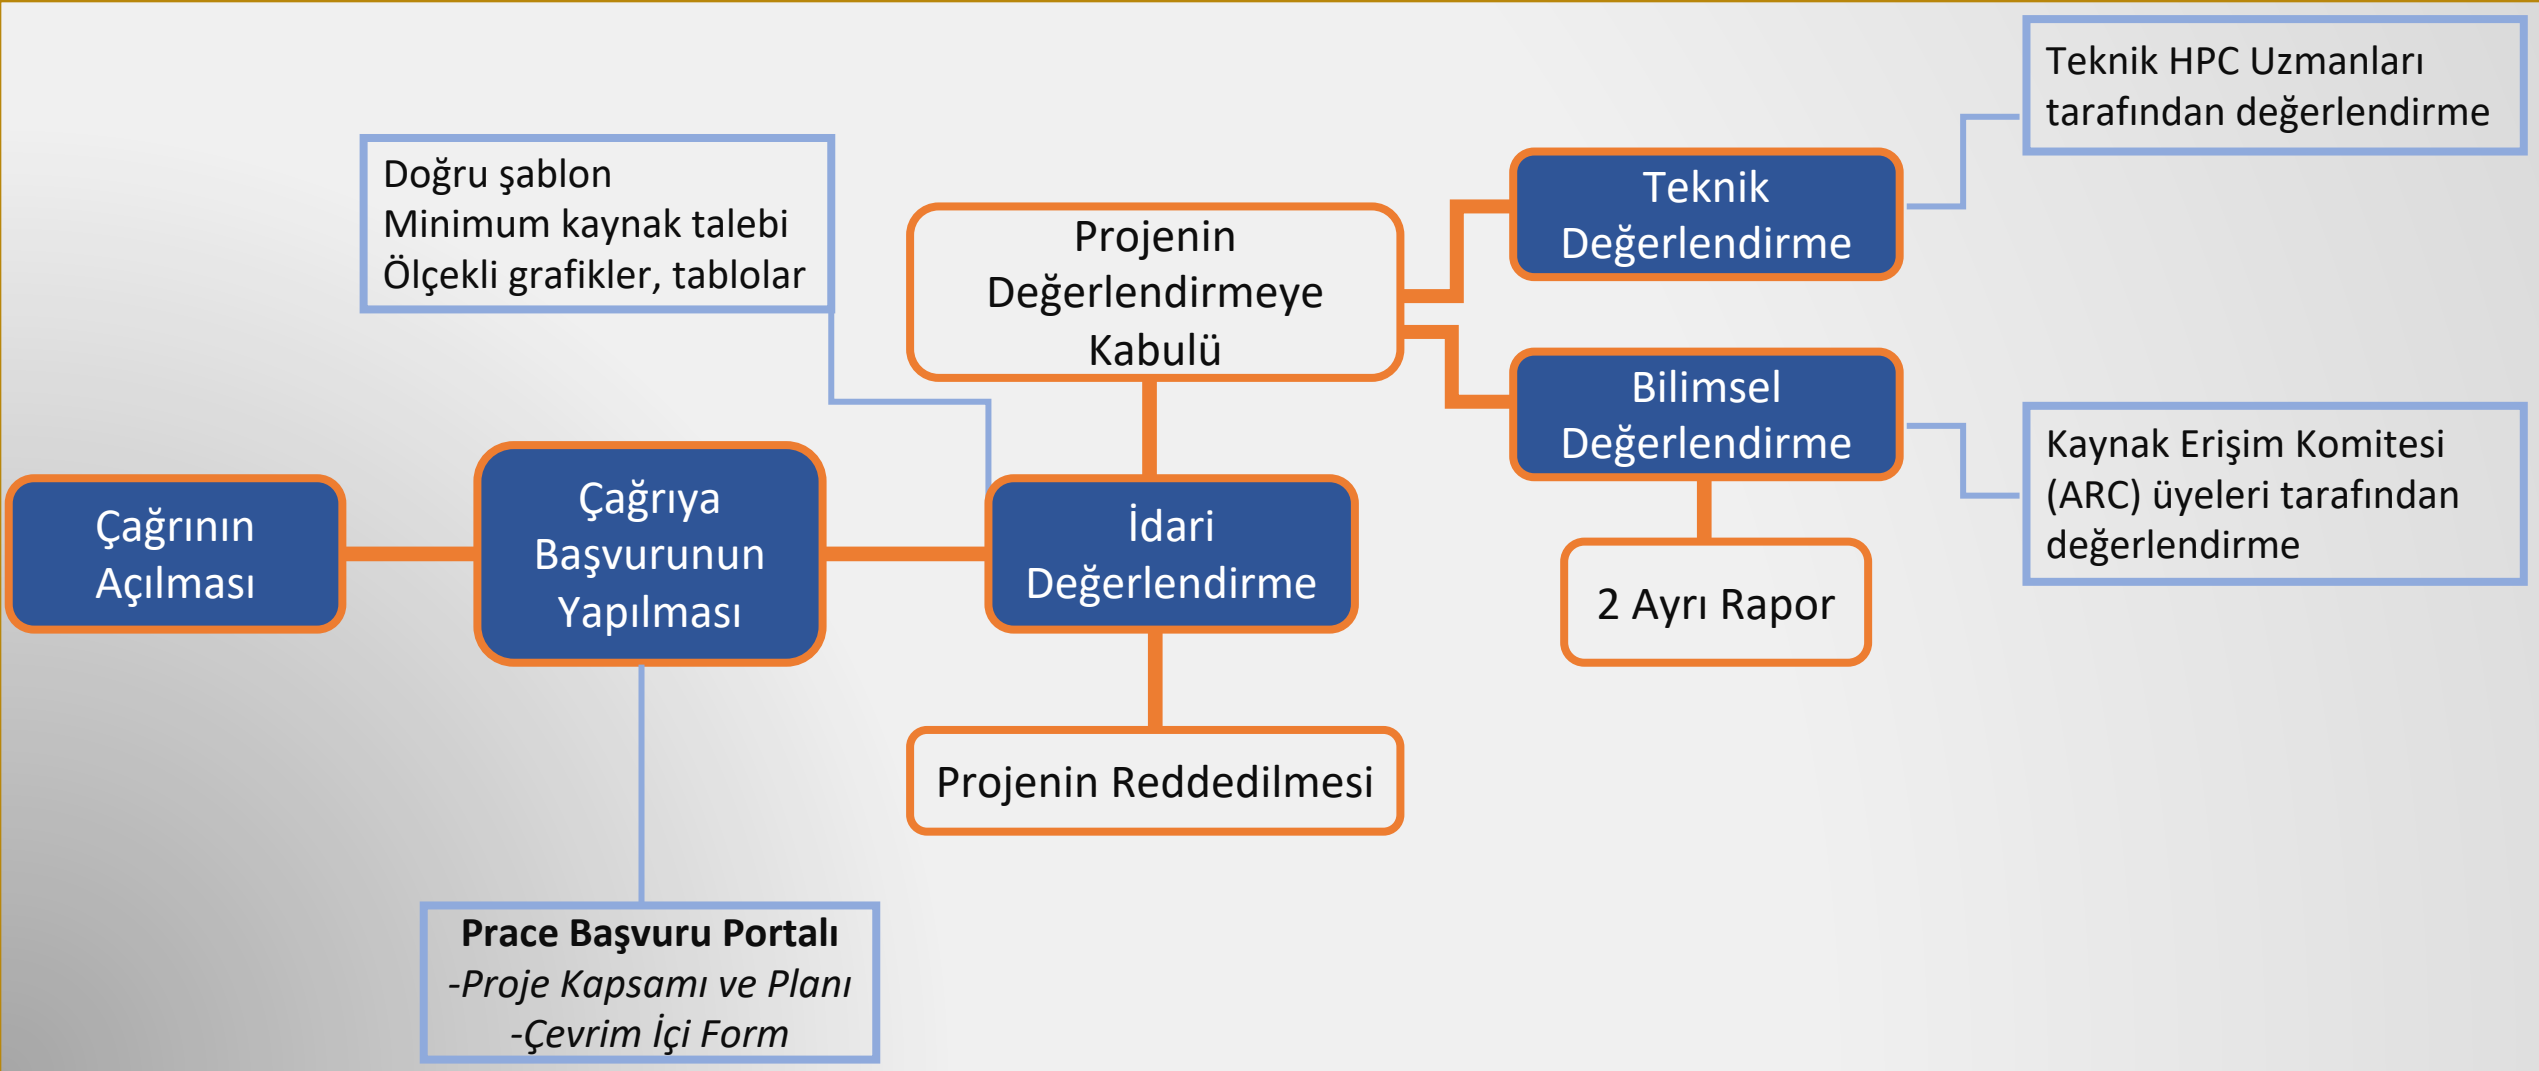 Çağrının
Açılması
Çağrıya
Başvurunun
Yapılması
Prace Başvuru Portalı
-Proje Kapsamı ve Planı
-Çevrim İçi Form
Doğru şablon
Minimum kaynak talebi
Ölçekli grafikler, tablolar
İdari
Değerlendirme
Projenin
Değerlendirmeye
Kabulü
Projenin Reddedilmesi
Teknik
Değerlendirme
Teknik HPC Uzmanları
tarafından değerlendirme
Bilimsel
Değerlendirme
Kaynak Erişim Komitesi
(ARC) üyeleri tarafından
değerlendirme
2 Ayrı Rapor